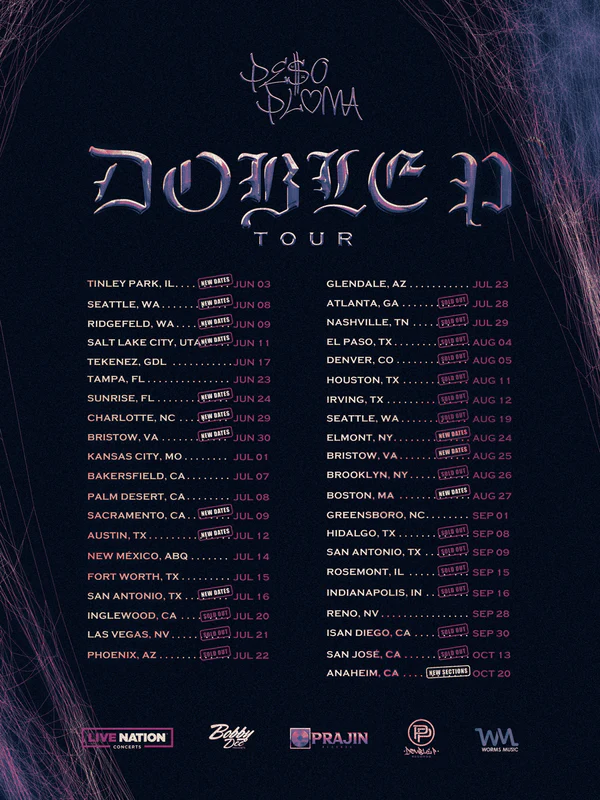 PE$O
PLUMA
DOBLE P
TOUR
TINLEY PARK, IL.... NEW DATES JUN 03
SEATTLE, WA...... NEW DATES JUN 08
RIDGEFELD, WA.... NEW DATES JUN 09
SALT LAKE CITY, UTA NEW DATES JUN 11
TEKENEZ, GDL ........... JUN 17
TAMPA, FL............... JUN 23
SUNRISE, FL....... NEW DATES JUN 24
CHARLOTTE, NC .... NEW DATES JUN 29
BRISTOW, VA ...... NEW DATES JUN 30
KANSAS CITY, MO........ JUL 01
BAKERSFIELD, CA....... JUL 07
PALM DESERT, CA....... JUL 08
SACRAMENTO, CA.. NEW DATES JUL 09
AUSTIN, TX........ NEW DATES JUL 12
NEW MÉXICO, ABQ ....... JUL 14
FORT WORTH, TX........ JUL 15
SAN ANTONIO, TX.. NEW DATES JUL 16
INGLEWOOD, CA .... SOLD OUT JUL 20
LAS VEGAS, NV..... SOLD OUT JUL 21
PHOENIX, AZ ....... SOLD OUT JUL 22
GLENDALE, AZ ........... JUL 23
ATLANTA, GA ...... SOLD OUT JUL 28
NASHVILLE, TN .... SOLD OUT JUL 29
EL PASO, TX ....... SOLD OUT AUG 04
DENVER, CO ....... SOLD OUT AUG 05
HOUSTON, TX ..... SOLD OUT AUG 11
IRVING, TX ........ SOLD OUT AUG 12
SEATTLE, WA...... SOLD OUT AUG 19
ELMONT, NY....... NEW DATES AUG 24
BRISTOW, VA ...... NEW DATES AUG 25
BROOKLYN, NY..... SOLD OUT AUG 26
BOSTON, MA ...... NEW DATES AUG 27
GREENSBORO, NC........ SEP 01
HIDALGO, TX ...... SOLD OUT SEP 08
SAN ANTONIO, TX .. SOLD OUT SEP 09
ROSEMONT, IL ..... SOLD OUT SEP 15
INDIANAPOLIS, IN .. SOLD OUT SEP 16
RENO, NV................ SEP 28
ISAN DIEGO, CA .... SOLD OUT SEP 30
SAN JOSÉ, CA...... SOLD OUT OCT 13
ANAHEIM, CA .... NEW SECTIONS OCT 20
LIVE NATION
CONCERTS
Bobby
Dee
PRAJIN
RECORDS
DOUBLE P
RECORDS
WM
WORMS MUSIC